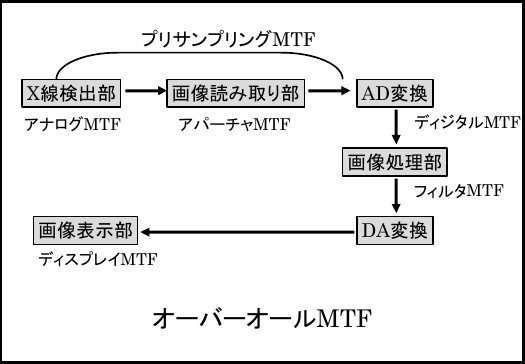 プリサンプリングMTF
X線検出部
画像読み取り部
AD変換
アナログMTF
アパーチャMTF
ディジタルMTF
画像処理部
フィルタMTF
画像表示部
DA変換
ディスプレイMTF
オーバーオールMTF